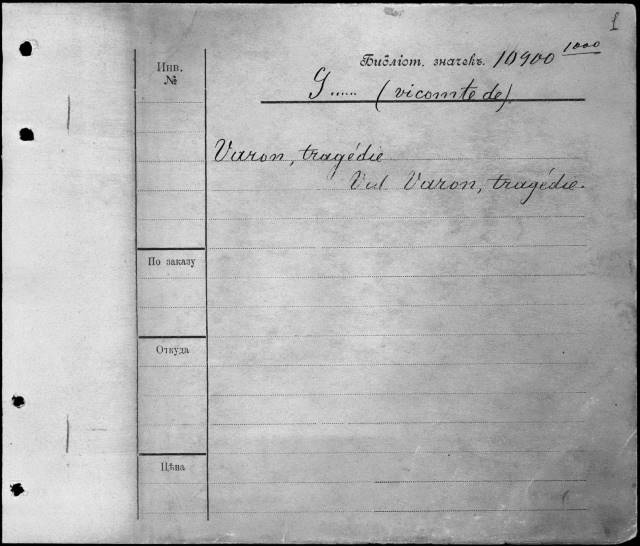 1
Инв.
№
Библіот. значекъ. 10900 1000
G..... (vicomte de).
Varon, tragédie
Vid. Varon, tragédie.
По заказу
Откуда
Цѣна